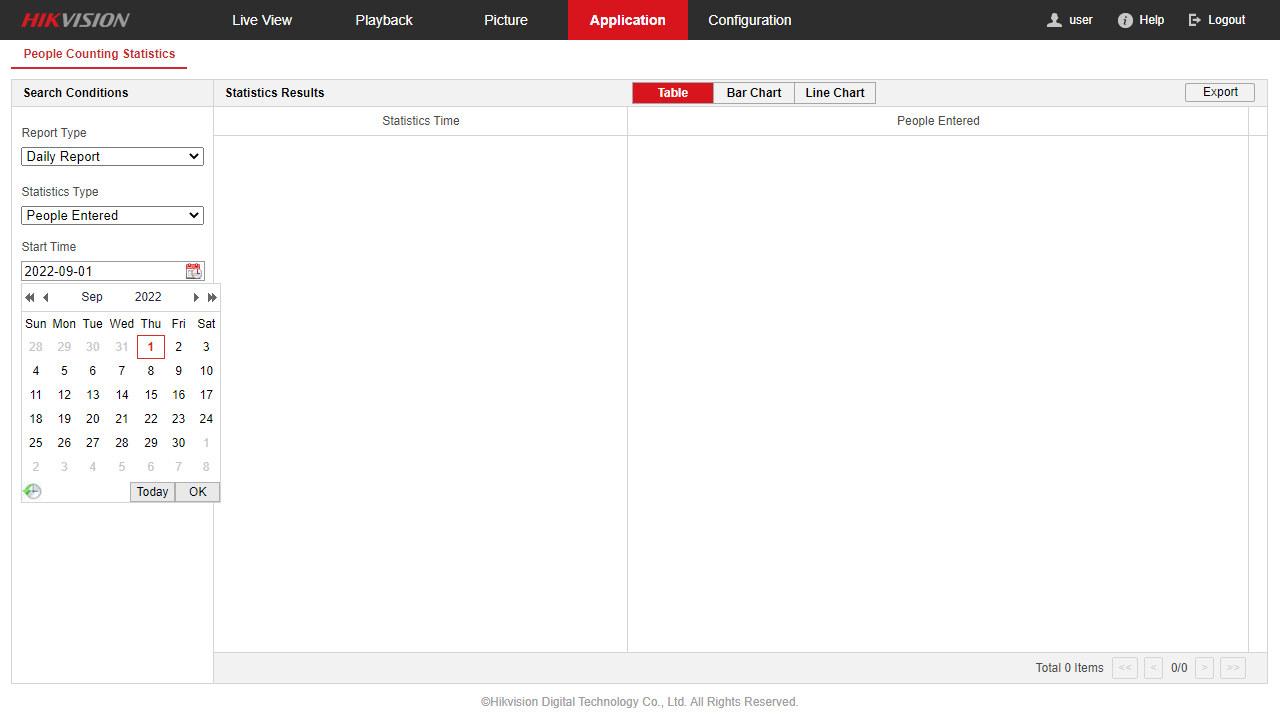 HIKVISION Live View Playback Picture Application Configuration user Help Logout
People Counting Statistics
Search Conditions
Statistics Results Table Bar Chart Line Chart Export
Statistics Time People Entered
Report Type
Daily Report
Statistics Type
People Entered
Start Time
2022-09-01
Sep 2022
Sun Mon Tue Wed Thu Fri Sat
28 29 30 31 1 2 3
4 5 6 7 8 9 10
11 12 13 14 15 16 17
18 19 20 21 22 23 24
25 26 27 28 29 30 1
2 3 4 5 6 7 8
Today OK
Total 0 Items << < 0/0 > >>
©Hikvision Digital Technology Co., Ltd. All Rights Reserved.